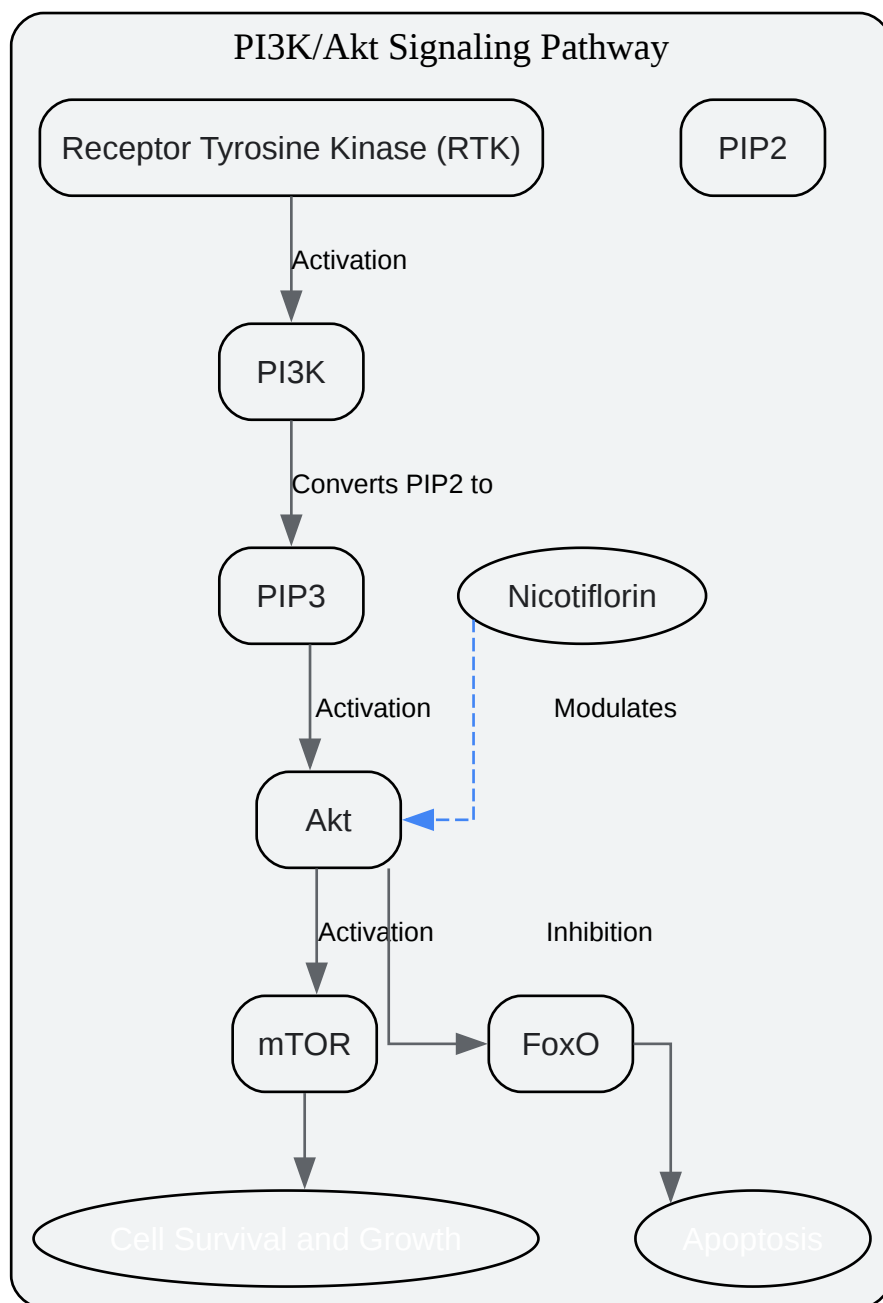 PI3K/Akt Signaling Pathway
Receptor Tyrosine Kinase (RTK)
PIP2
Activation
PI3K
Converts PIP2 to
PIP3
Nicotiflorin
Activation
Modulates
Akt
Activation
Inhibition
mTOR
FoxO
Cell Survival and Growth
Apoptosis